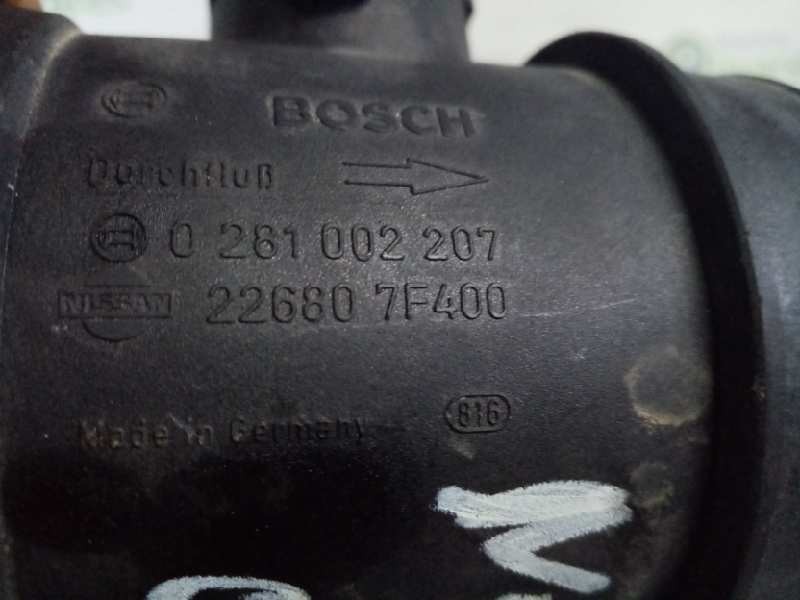 BOSCH
Durchfluß
0 281 002 207
NISSAN 22680 7F400
Made in Germany 816